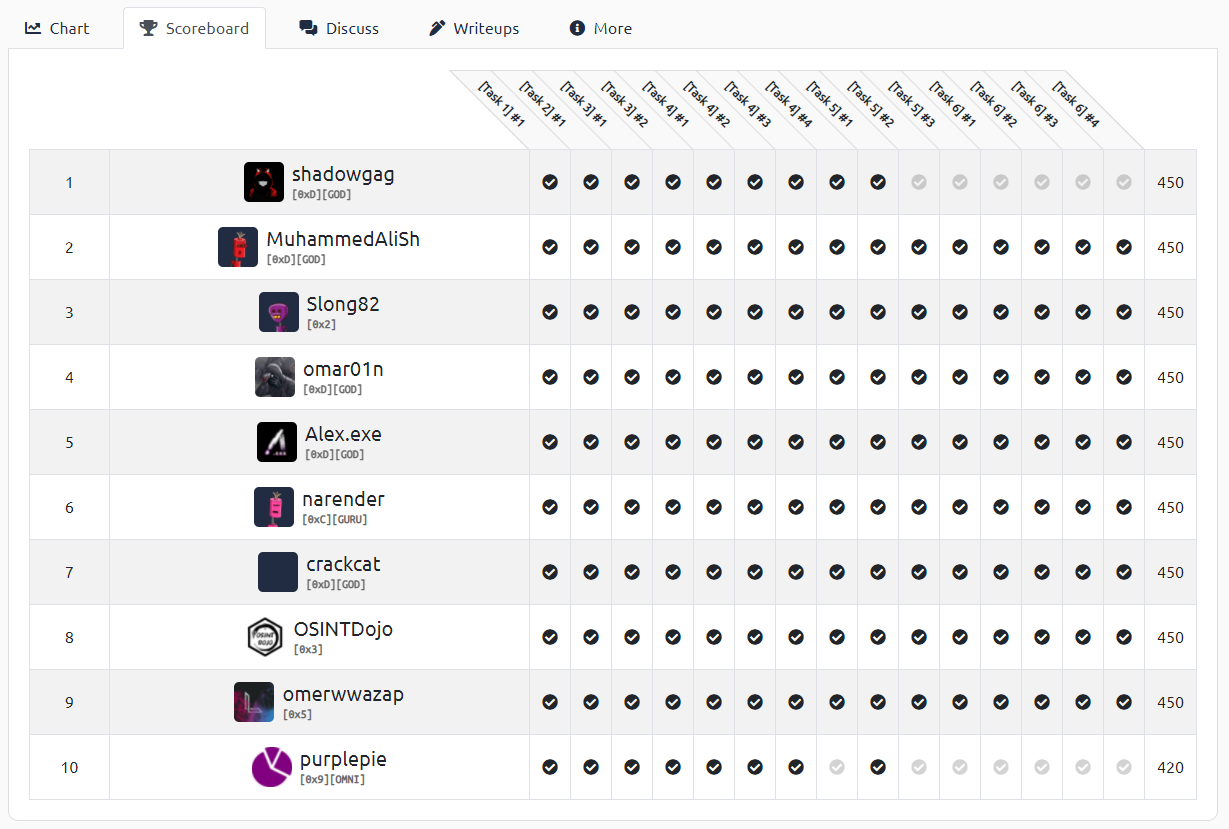 Chart Scoreboard Discuss Writeups More
[Task 1] #1 [Task 2] #1 [Task 3] #1 [Task 3] #2 [Task 4] #1 [Task 4] #2 [Task 4] #3 [Task 4] #4 [Task 5] #1 [Task 5] #2 [Task 5] #3 [Task 6] #1 [Task 6] #2 [Task 6] #3 [Task 6] #4
1 shadowgag 450
[0xD][GOD]
2 MuhammedAliSh 450
[0xD][GOD]
3 Slong82 450
[0x2]
4 omar01n 450
[0xD][GOD]
5 Alex.exe 450
[0xD][GOD]
6 narender 450
[0xC][GURU]
7 crackcat 450
[0xD][GOD]
8 OSINTDojo 450
OSINT
DOJO
[0x3]
9 omerwwazap 450
[0x5]
10 purplepie 420
[0x9][OMNI]